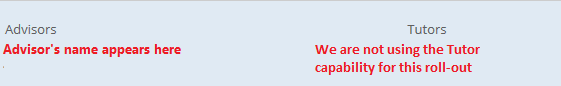 Advisors
Tutors
Advisor's name appears here
We are not using the Tutor
capability for this roll-out